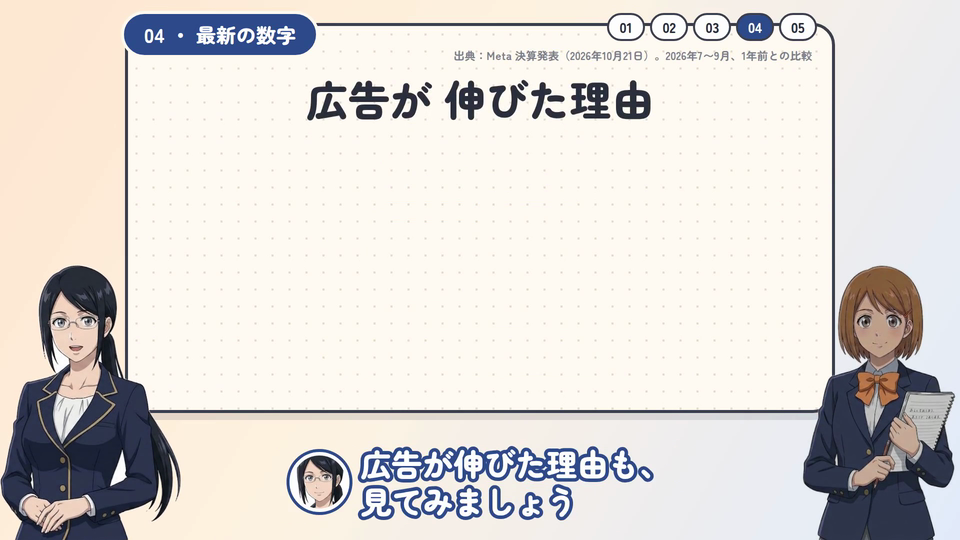 04 ・ 最新の数字
01 02 03 04 05
出典：Meta 決算発表（2026年10月21日）。2026年7〜9月、1年前との比較
広告が 伸びた理由
広告が伸びた理由も、
見てみましょう